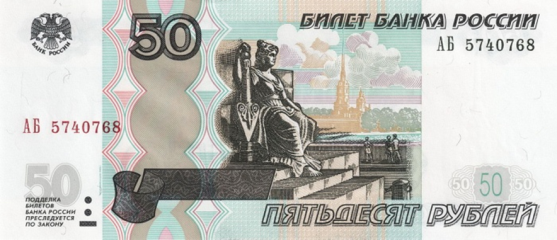 50
БИЛЕТ БАНКА РОССИИ
АБ 5740768
БАНК РОССИИ
АБ 5740768
50
ПОДДЕЛКА
БИЛЕТОВ
БАНКА РОССИИ
ПРЕСЛЕДУЕТСЯ
ПО ЗАКОНУ
50 50 50
ПЯТЬДЕСЯТ РУБЛЕЙ